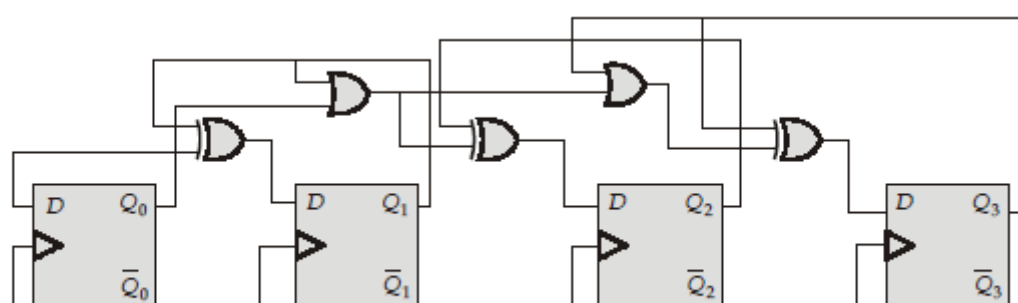 D Q₀ D Q₁ D Q₂ D Q₃
Q̅₀ Q̅₁ Q̅₂ Q̅₃